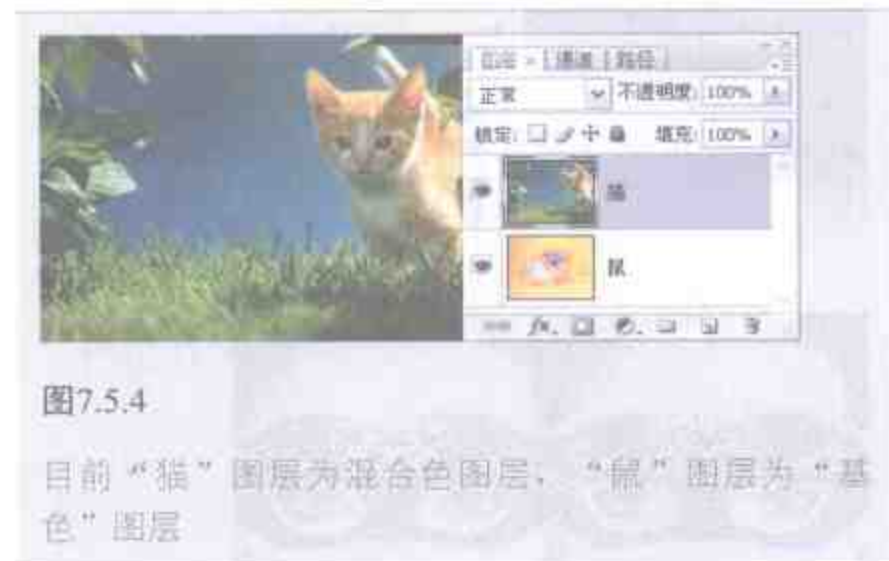 图层 × 通道 路径
正常 不透明度: 100%
锁定: 填充: 100%
猫
鼠
fx.
图7.5.4
目前“猫”图层为混合色图层，“鼠”图层为“基
色”图层